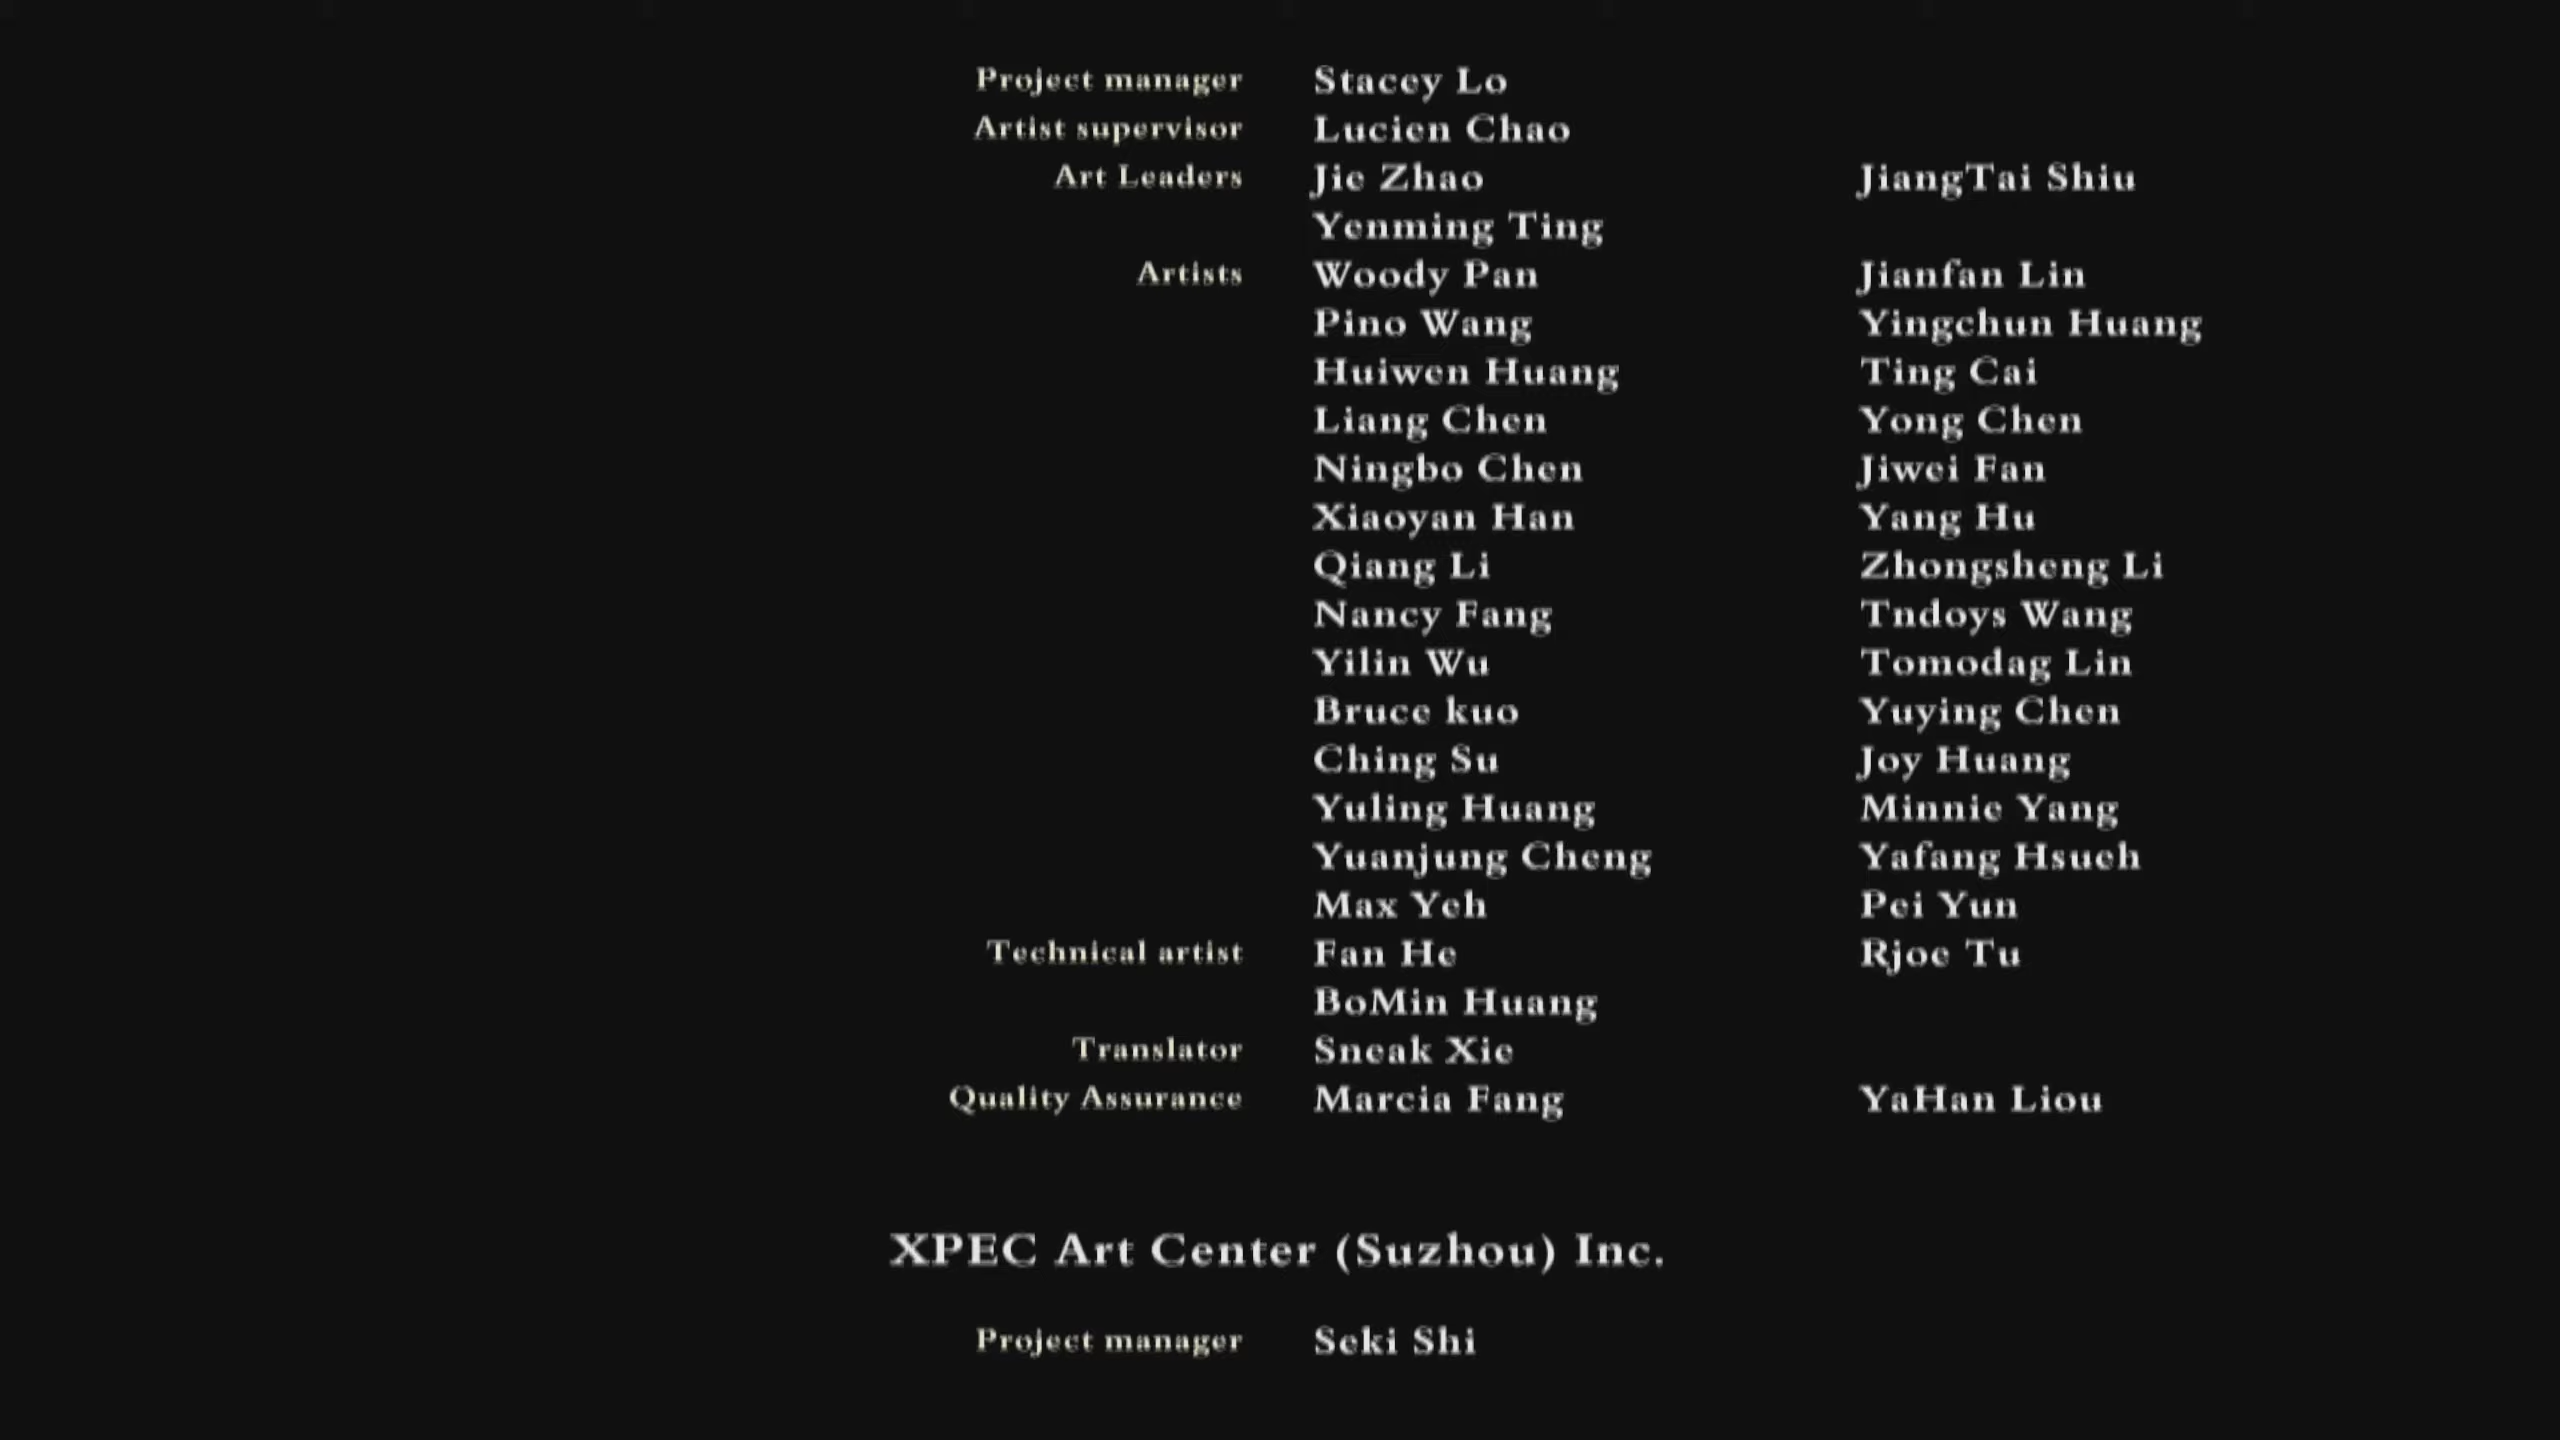 Project manager Stacey Lo
Artist supervisor Lucien Chao
Art Leaders Jie Zhao JiangTai Shiu
Yenming Ting
Artists Woody Pan Jianfan Lin
Pino Wang Yingchun Huang
Huiwen Huang Ting Cai
Liang Chen Yong Chen
Ningbo Chen Jiwei Fan
Xiaoyan Han Yang Hu
Qiang Li Zhongsheng Li
Nancy Fang Tndoys Wang
Yilin Wu Tomodag Lin
Bruce kuo Yuying Chen
Ching Su Joy Huang
Yuling Huang Minnie Yang
Yuanjung Cheng Yafang Hsueh
Max Yeh Pei Yun
Technical artist Fan He Rjoe Tu
BoMin Huang
Translator Sneak Xie
Quality Assurance Marcia Fang YaHan Liou
XPEC Art Center (Suzhou) Inc.
Project manager Seki Shi